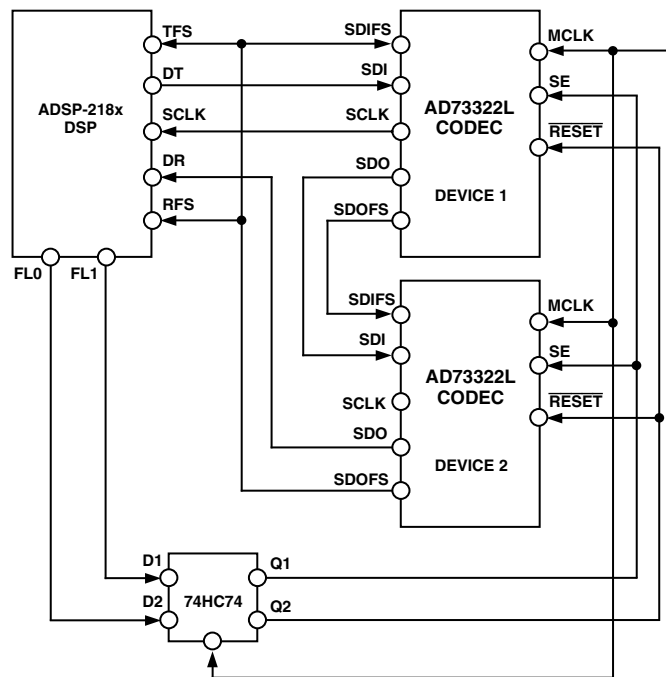 ADSP-218x
DSP
TFS
DT
SCLK
DR
RFS
FL0
FL1
SDIFS
SDI
SCLK
SDO
SDOFS
AD73322L
CODEC
DEVICE 1
MCLK
SE
RESET
SDIFS
SDI
SCLK
SDO
SDOFS
AD73322L
CODEC
DEVICE 2
MCLK
SE
RESET
D1
D2
74HC74
Q1
Q2